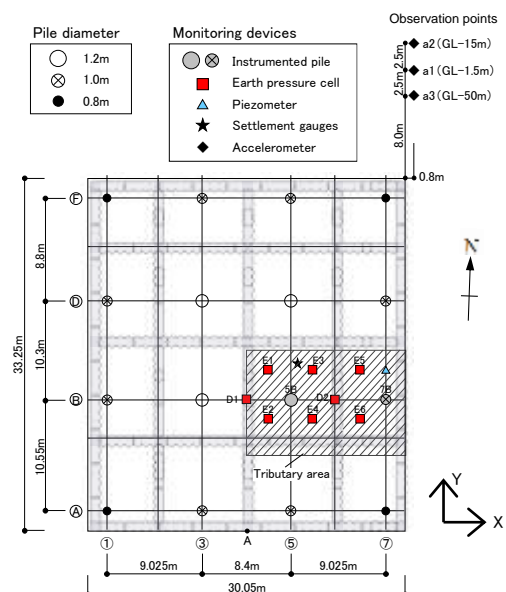 Observation points
a2(GL-15m)
a1(GL-1.5m)
a3(GL-50m)
2.5m
2.5m
8.0m
0.8m
Pile diameter
1.2m
1.0m
0.8m
Monitoring devices
Instrumented pile
Earth pressure cell
Piezometer
Settlement gauges
Accelerometer
N
F
D
B
A
8.8m
10.3m
10.55m
33.25m
E1
E3
E5
5B
7B
D1
D2
E2
E4
E6
Tributary area
A
① ③ ⑤ ⑦
9.025m 8.4m 9.025m
30.05m
Y
X